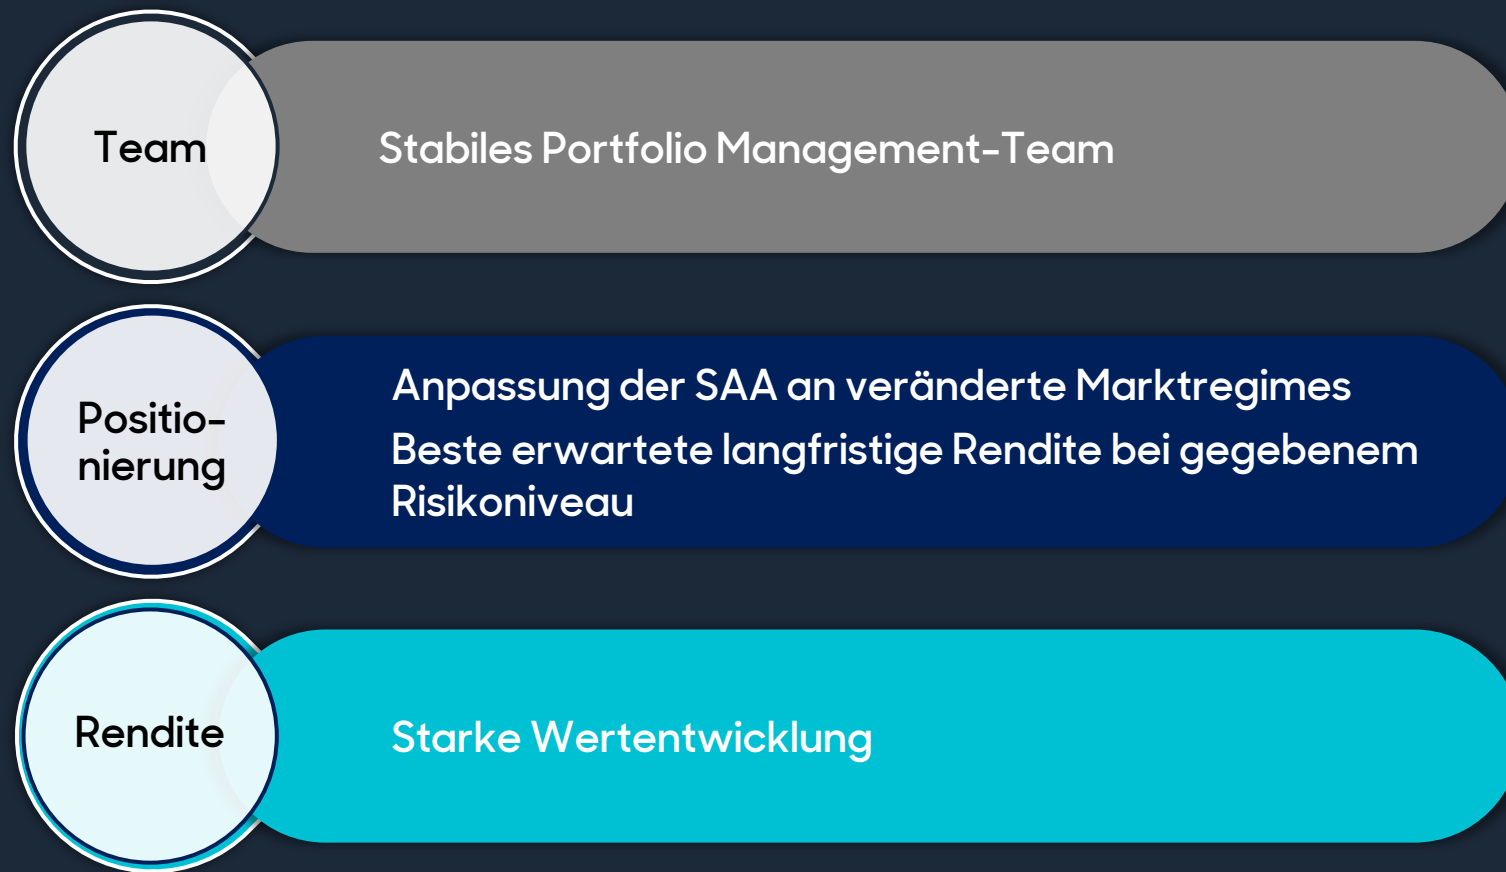 Team
Stabiles Portfolio Management-Team
Positio-
nierung
Anpassung der SAA an veränderte Marktregimes
Beste erwartete langfristige Rendite bei gegebenem
Risikoniveau
Rendite
Starke Wertentwicklung